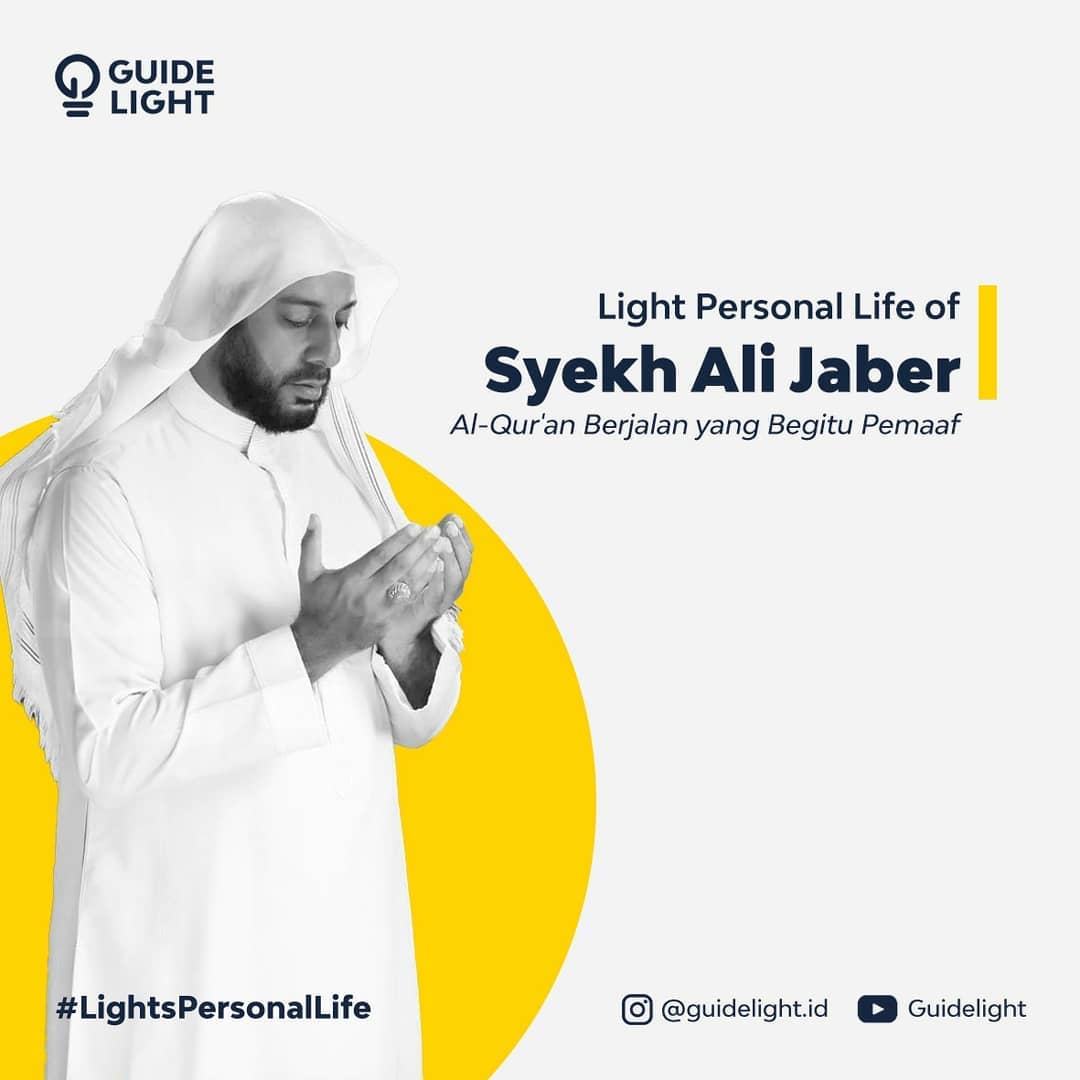 GUIDE
LIGHT
Light Personal Life of
Syekh Ali Jaber
Al-Qur'an Berjalan yang Begitu Pemaaf
#LightsPersonalLife
@guidelight.id
Guidelight